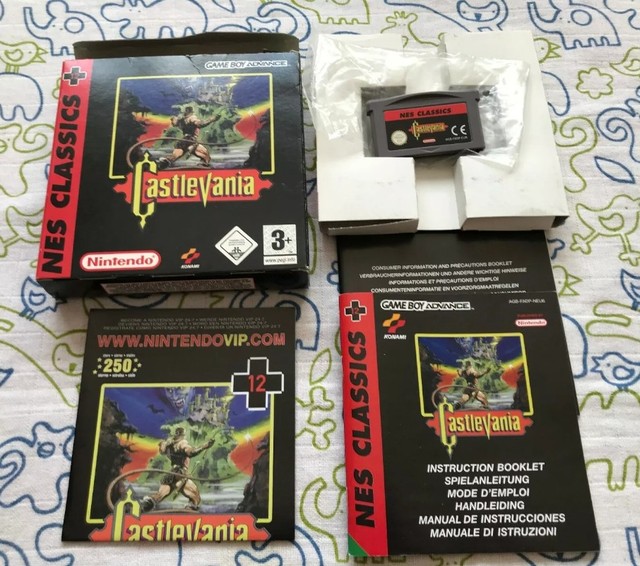 NES CLASSICS
GAME BOY ADVANCE
Castlevania
Nintendo
KONAMI
3+
www.pegi.info
NES CLASSICS
Castlevania
CE
Nintendo
CONSUMER INFORMATION AND PRECAUTIONS BOOKLET
VERBRAUCHERINFORMATIONEN UND ANDERE WICHTIGE HINWEISE
INFORMATIONS ET PRÉCAUTIONS D'EMPLOI
CONSUMENTENINFORMATIE EN VOORZORGSMAATREGELEN
WWW.NINTENDOVIP.COM
250
12
Castlevania
NES CLASSICS
GAME BOY ADVANCE
KONAMI
Nintendo
Castlevania
INSTRUCTION BOOKLET
SPIELANLEITUNG
MODE D'EMPLOI
HANDLEIDING
MANUAL DE INSTRUCCIONES
MANUALE DI ISTRUZIONI